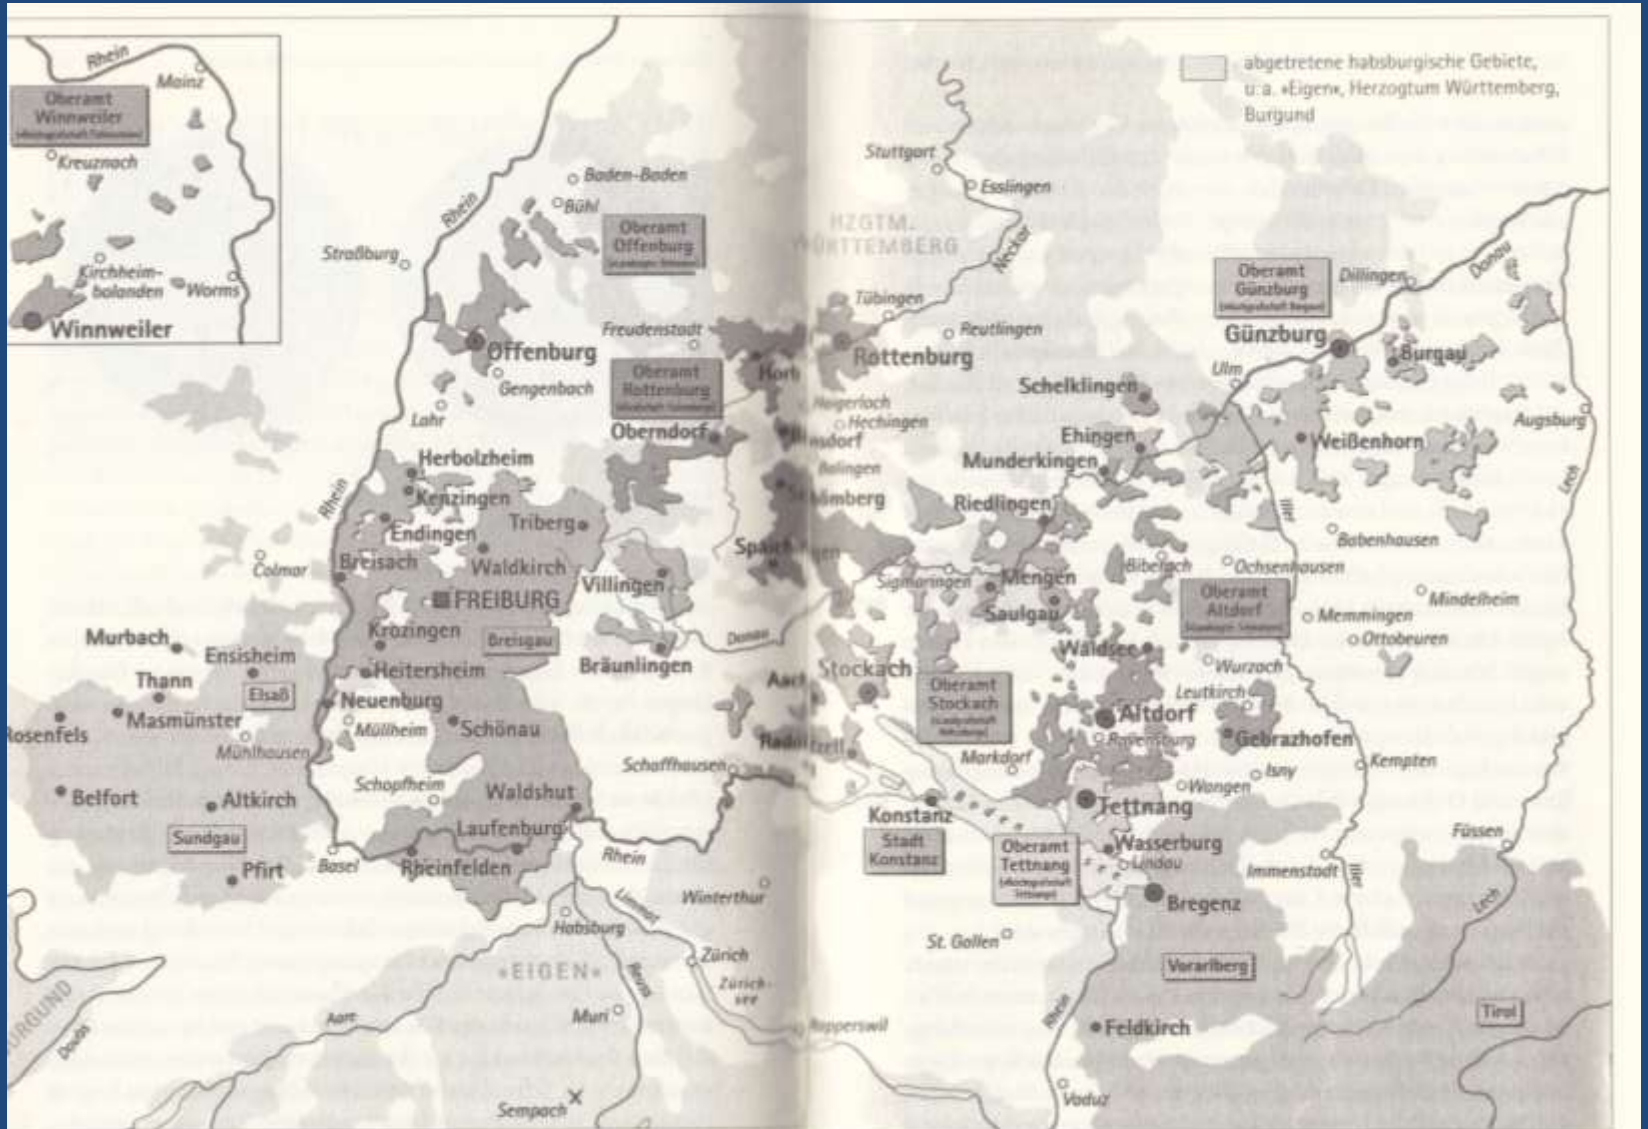 Rhein
Mainz
Oberamt
Winnweiler
Kreuznach
Kirchheim-
bolanden
Worms
Winnweiler
abgetretene habsburgische Gebiete,
u. a. »Eigen«, Herzogtum Württemberg,
Burgund
Stuttgart
Esslingen
Baden-Baden
Bühl
Rhein
Oberamt
Offenburg
HZGTM.
WÜRTTEMBERG
Neckar
Straßburg
Oberamt
Günzburg
Dillingen
Donau
Tübingen
Freudenstadt
Reutlingen
Günzburg
Offenburg
Rottenburg
Burgau
Oberamt
Rottenburg
Horb
Ulm
Gengenbach
Schelklingen
Lahr
Haigerloch
Hechingen
Augsburg
Oberndorf
Ehingen
Weißenhorn
Balingen
Herbolzheim
Munderkingen
Lech
Rhein
Kenzingen
Riedlingen
Iller
Triberg
Endingen
Babenhausen
Colmar
Breisach
Waldkirch
Villingen
Sigmaringen
Mengen
Biberach
Ochsenhausen
FREIBURG
Saulgau
Oberamt
Altdorf
Mindelheim
Memmingen
Murbach
Krozingen
Breisgau
Donau
Ottobeuren
Ensisheim
Bräunlingen
Stockach
Waldsee
Wurzach
Thann
Heitersheim
Elsaß
Oberamt
Stockach
Leutkirch
Neuenburg
Masmünster
Müllheim
Schönau
Altdorf
Rosenfels
Mühlhausen
Ravensburg
Gebrazhofen
Schaffhausen
Markdorf
Isny
Kempten
Schopfheim
Waldshut
Wangen
Belfort
Altkirch
Konstanz
Boden
Tettnang
Laufenburg
Füssen
Sundgau
Stadt
Konstanz
Oberamt
Tettnang
Wasserburg
Basel
Rheinfelden
Rhein
Lindau
Pfirt
Immenstadt
Iller
Winterthur
Bregenz
Limmat
Lech
Habsburg
St. Gallen
Zürich
»EIGEN«
Reuss
Zürich-
see
Vorarlberg
BURGUND
Doubs
Aare
Muri
Rapperswil
Rhein
Feldkirch
Tirol
Sempach
Vaduz